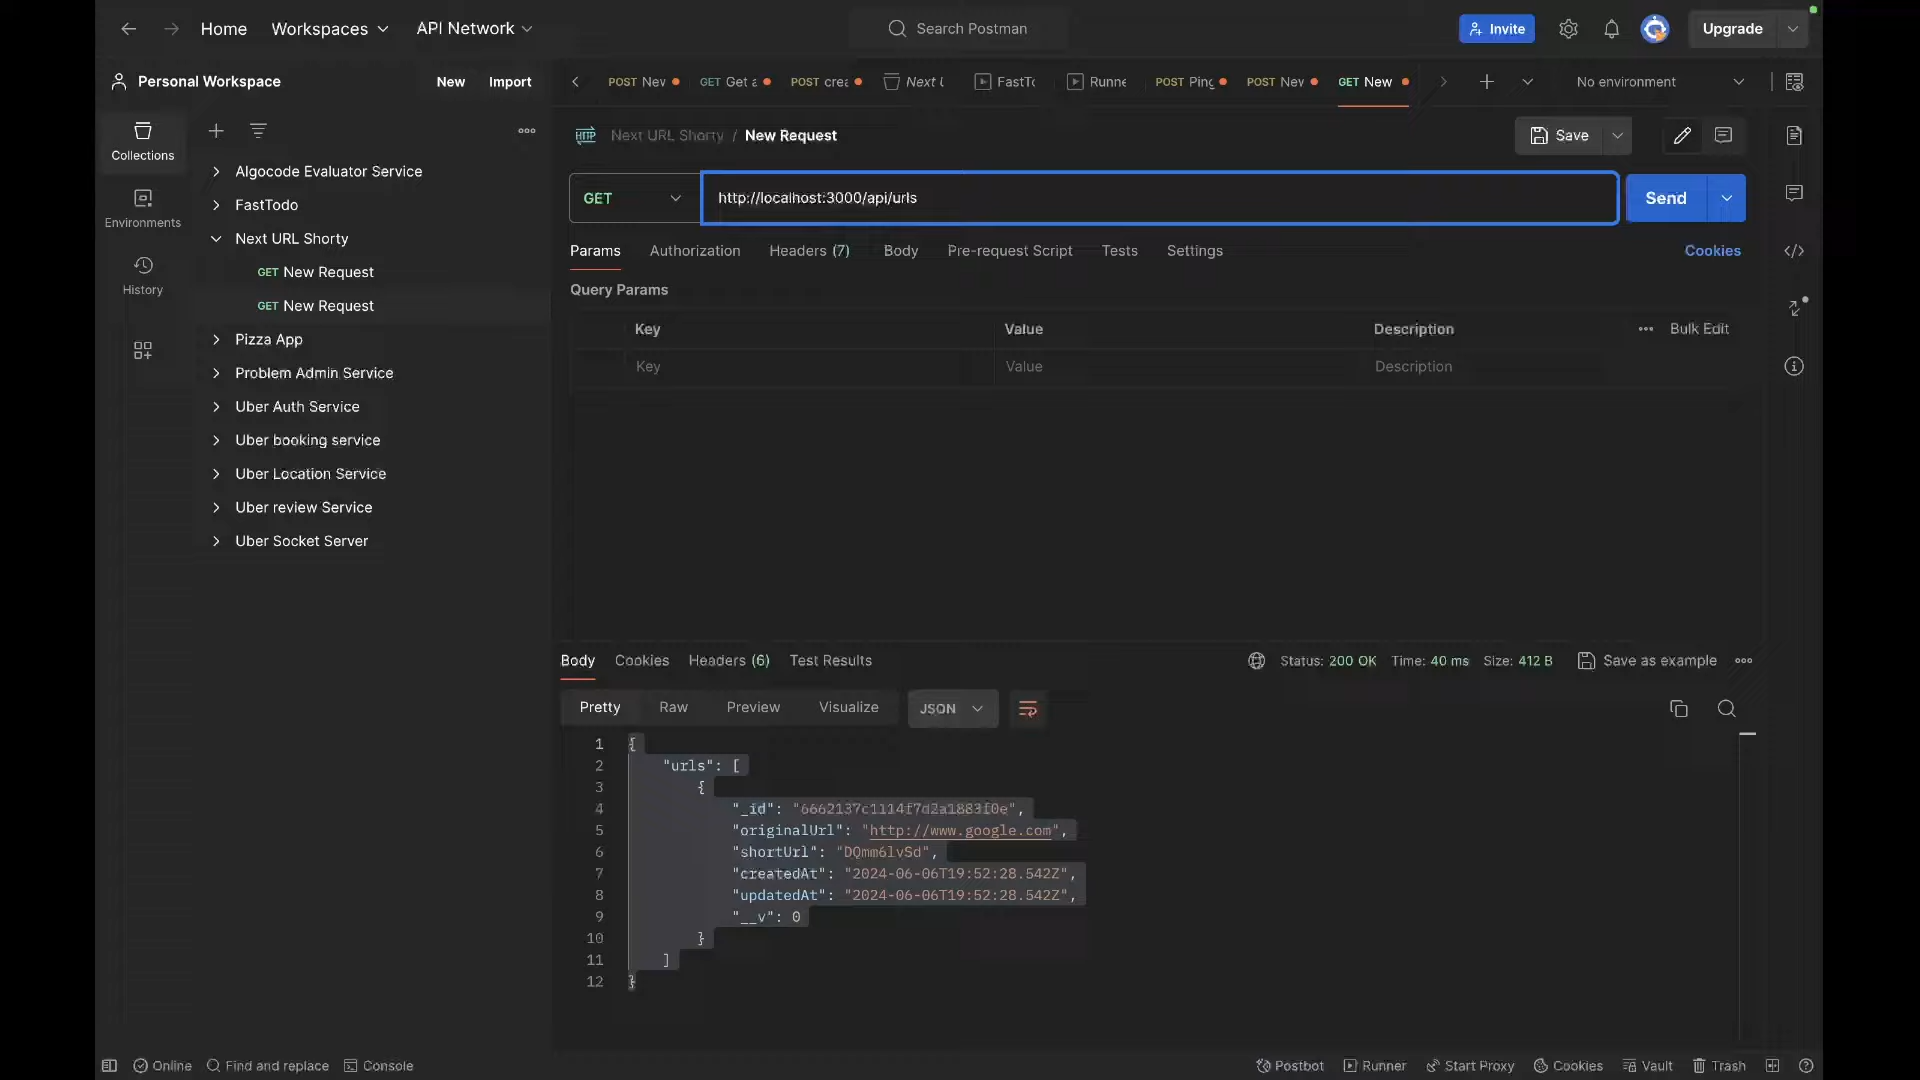 Home Workspaces API Network Search Postman Invite Upgrade
Personal Workspace New Import
POST Nev GET Get a POST crea Next U FastTo Runne POST Ping POST Nev GET New No environment
Collections
Environments
History
Algocode Evaluator Service
FastTodo
Next URL Shorty
GET New Request
GET New Request
Pizza App
Problem Admin Service
Uber Auth Service
Uber booking service
Uber Location Service
Uber review Service
Uber Socket Server
HTTP Next URL Shorty / New Request Save
GET http://localhost:3000/api/urls Send
Params Authorization Headers (7) Body Pre-request Script Tests Settings Cookies
Query Params
Key Value Description Bulk Edit
Key Value Description
Body Cookies Headers (6) Test Results Status: 200 OK Time: 40 ms Size: 412 B Save as example
Pretty Raw Preview Visualize JSON
1 {
2 "urls": [
3 {
4 "_id": "6662137c1114f7d2a1883f0e",
5 "originalUrl": "http://www.google.com",
6 "shortUrl": "DQmm6lvSd",
7 "createdAt": "2024-06-06T19:52:28.542Z",
8 "updatedAt": "2024-06-06T19:52:28.542Z",
9 "__v": 0
10 }
11 ]
12 }
Online Find and replace Console Postbot Runner Start Proxy Cookies Vault Trash